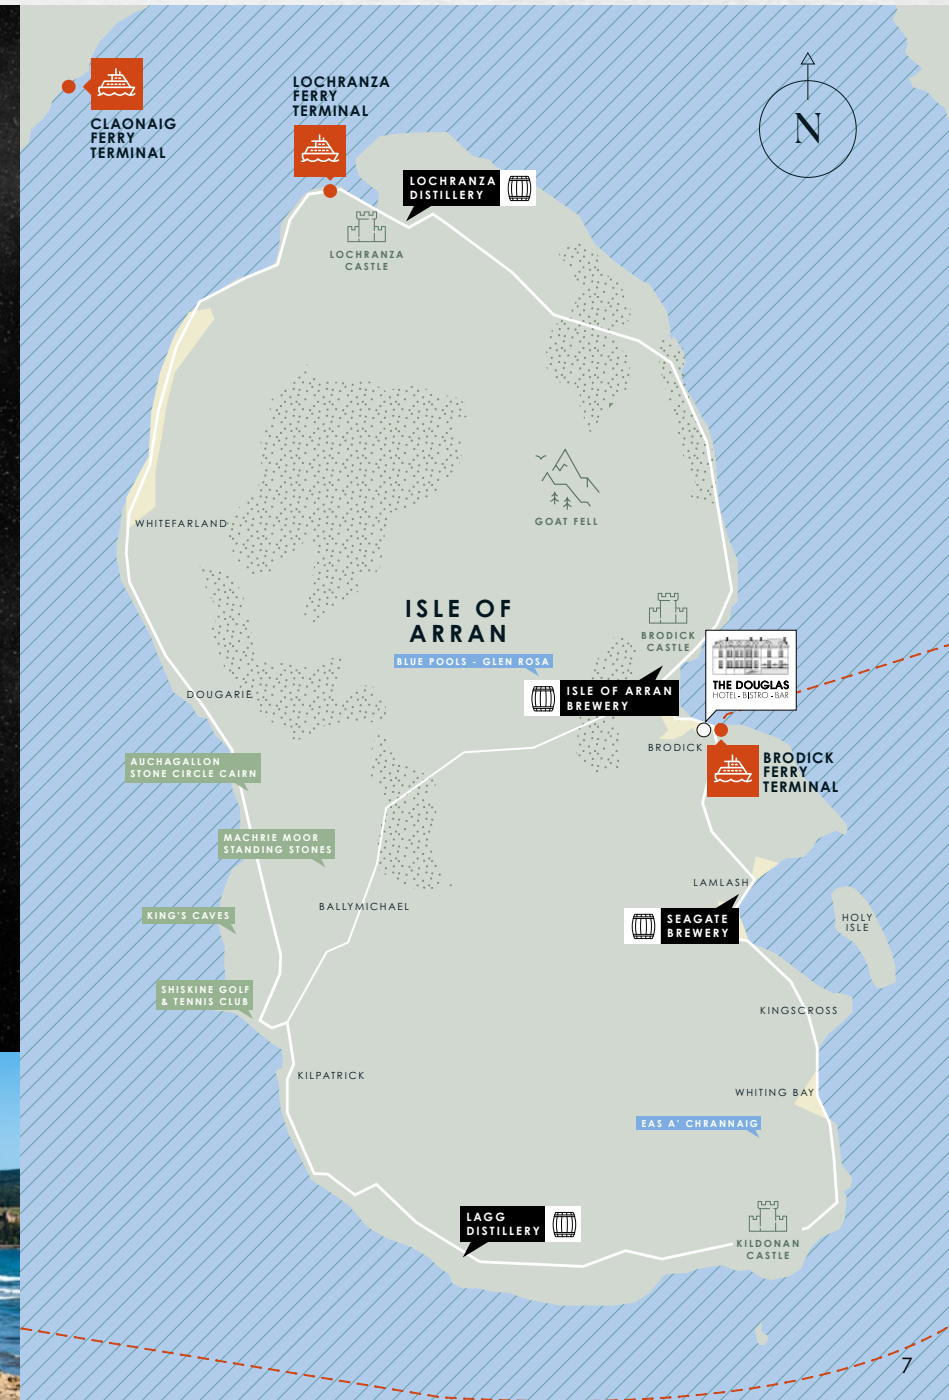 CLAONAIG
FERRY
TERMINAL
LOCHRANZA
FERRY
TERMINAL
N
LOCHRANZA
DISTILLERY
LOCHRANZA
CASTLE
GOAT FELL
WHITEFARLAND
ISLE OF
ARRAN
BLUE POOLS - GLEN ROSA
BRODICK
CASTLE
ISLE OF ARRAN
BREWERY
THE DOUGLAS
HOTEL • BISTRO • BAR
DOUGARIE
BRODICK
BRODICK
FERRY
TERMINAL
AUCHAGALLON
STONE CIRCLE CAIRN
MACHRIE MOOR
STANDING STONES
LAMLASH
BALLYMICHAEL
KING'S CAVES
SEAGATE
BREWERY
HOLY
ISLE
SHISKINE GOLF
& TENNIS CLUB
KINGSCROSS
KILPATRICK
WHITING BAY
EAS A' CHRANNAIG
LAGG
DISTILLERY
KILDONAN
CASTLE
7